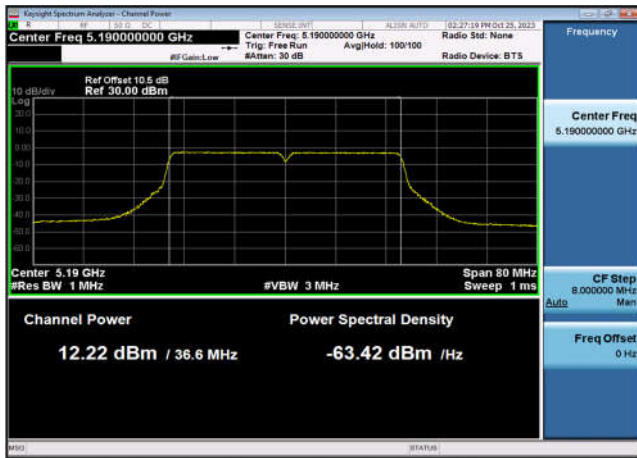 Keysight Spectrum Analyzer - Channel Power
R RF 50 Ω DC SENSE:INT ALIGN AUTO 02:27:19 PM Oct 25, 2023
Center Freq 5.190000000 GHz
Center Freq: 5.190000000 GHz
Radio Std: None
Trig: Free Run Avg|Hold: 100/100
#IFGain:Low
#Atten: 30 dB
Radio Device: BTS
Ref Offset 10.5 dB
10 dB/div Ref 30.00 dBm
Log
20.0
10.0
0.00
-10.0
-20.0
-30.0
-40.0
-50.0
-60.0
Center 5.19 GHz Span 80 MHz
#Res BW 1 MHz #VBW 3 MHz Sweep 1 ms
Channel Power Power Spectral Density
12.22 dBm / 36.6 MHz -63.42 dBm /Hz
MSG STATUS
Frequency
Center Freq
5.190000000 GHz
CF Step
8.000000 MHz
Auto Man
Freq Offset
0 Hz